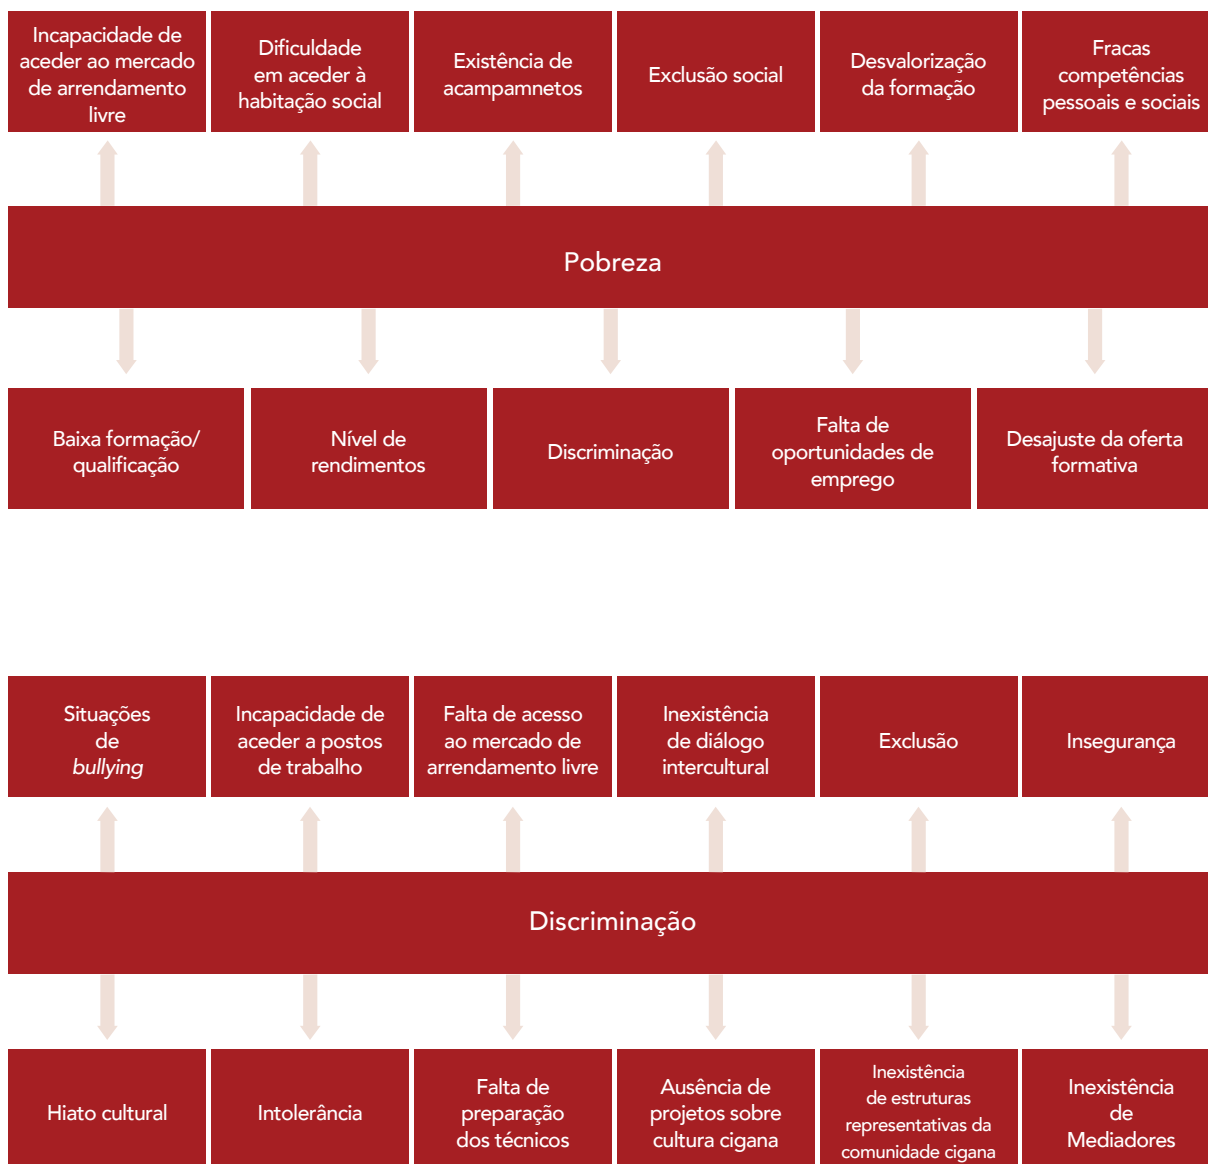 Incapacidade de
aceder ao mercado
de arrendamento
livre
Dificuldade
em aceder à
habitação social
Existência de
acampamnetos
Exclusão social
Desvalorização
da formação
Fracas
competências
pessoais e sociais
Pobreza
Baixa formação/
qualificação
Nível de
rendimentos
Discriminação
Falta de
oportunidades de
emprego
Desajuste da oferta
formativa
Situações
de
bullying
Incapacidade de
aceder a postos
de trabalho
Falta de acesso
ao mercado de
arrendamento livre
Inexistência
de diálogo
intercultural
Exclusão
Insegurança
Discriminação
Hiato cultural
Intolerância
Falta de
preparação
dos técnicos
Ausência de
projetos sobre
cultura cigana
Inexistência
de estruturas
representativas da
comunidade cigana
Inexistência
de
Mediadores